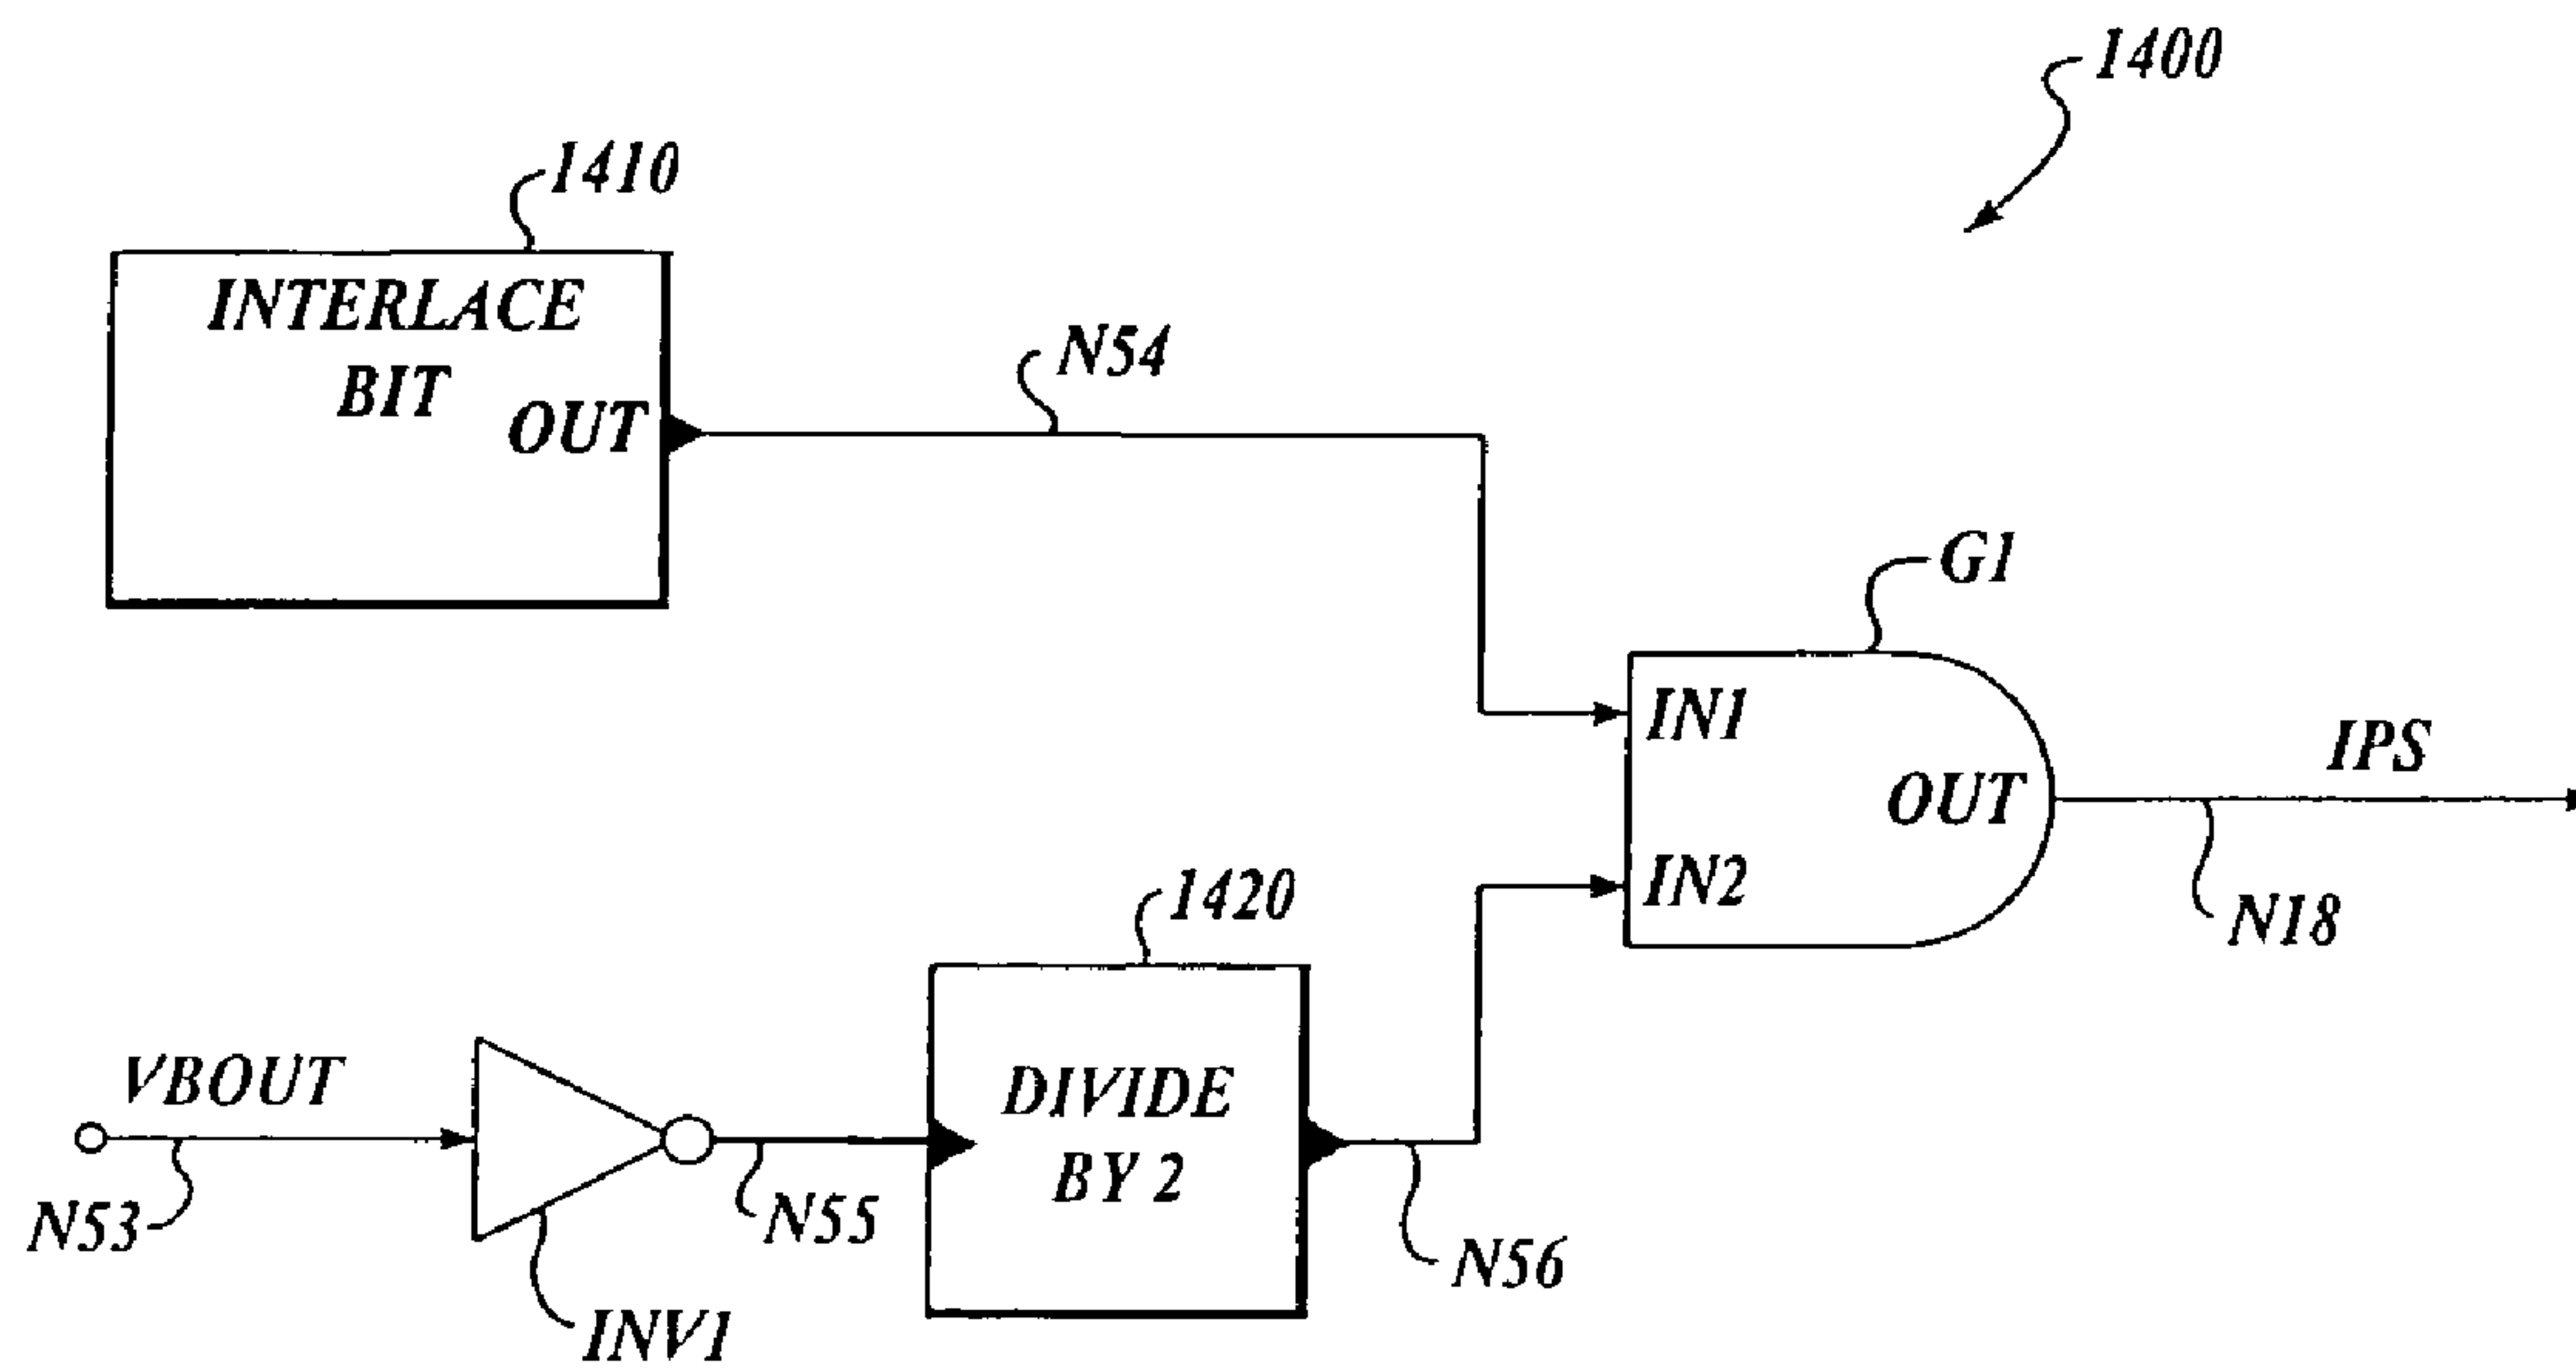 1400
1410
INTERLACE
BIT
OUT
N54
G1
IN1
IPS
OUT
IN2
N18
1420
VBOUT
DIVIDE
BY 2
N53
N55
N56
INV1